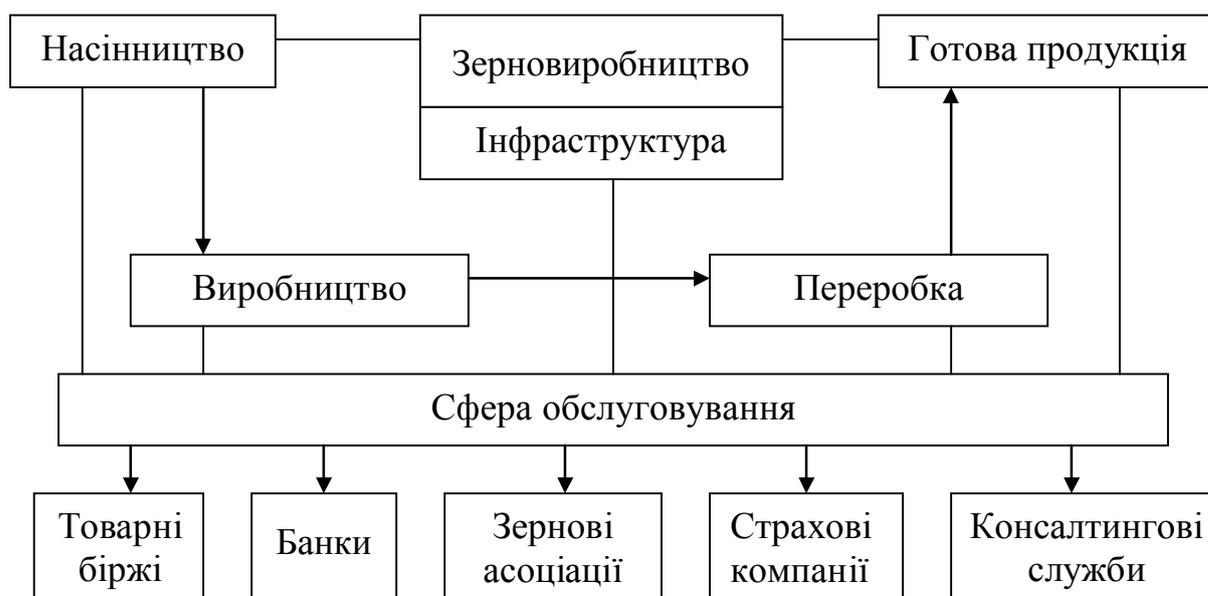 Насінництво
Зерновиробництво
Готова продукція
Інфраструктура
Виробництво
Переробка
Сфера обслуговування
Товарні
біржі
Банки
Зернові
асоціації
Страхові
компанії
Консалтингові
служби